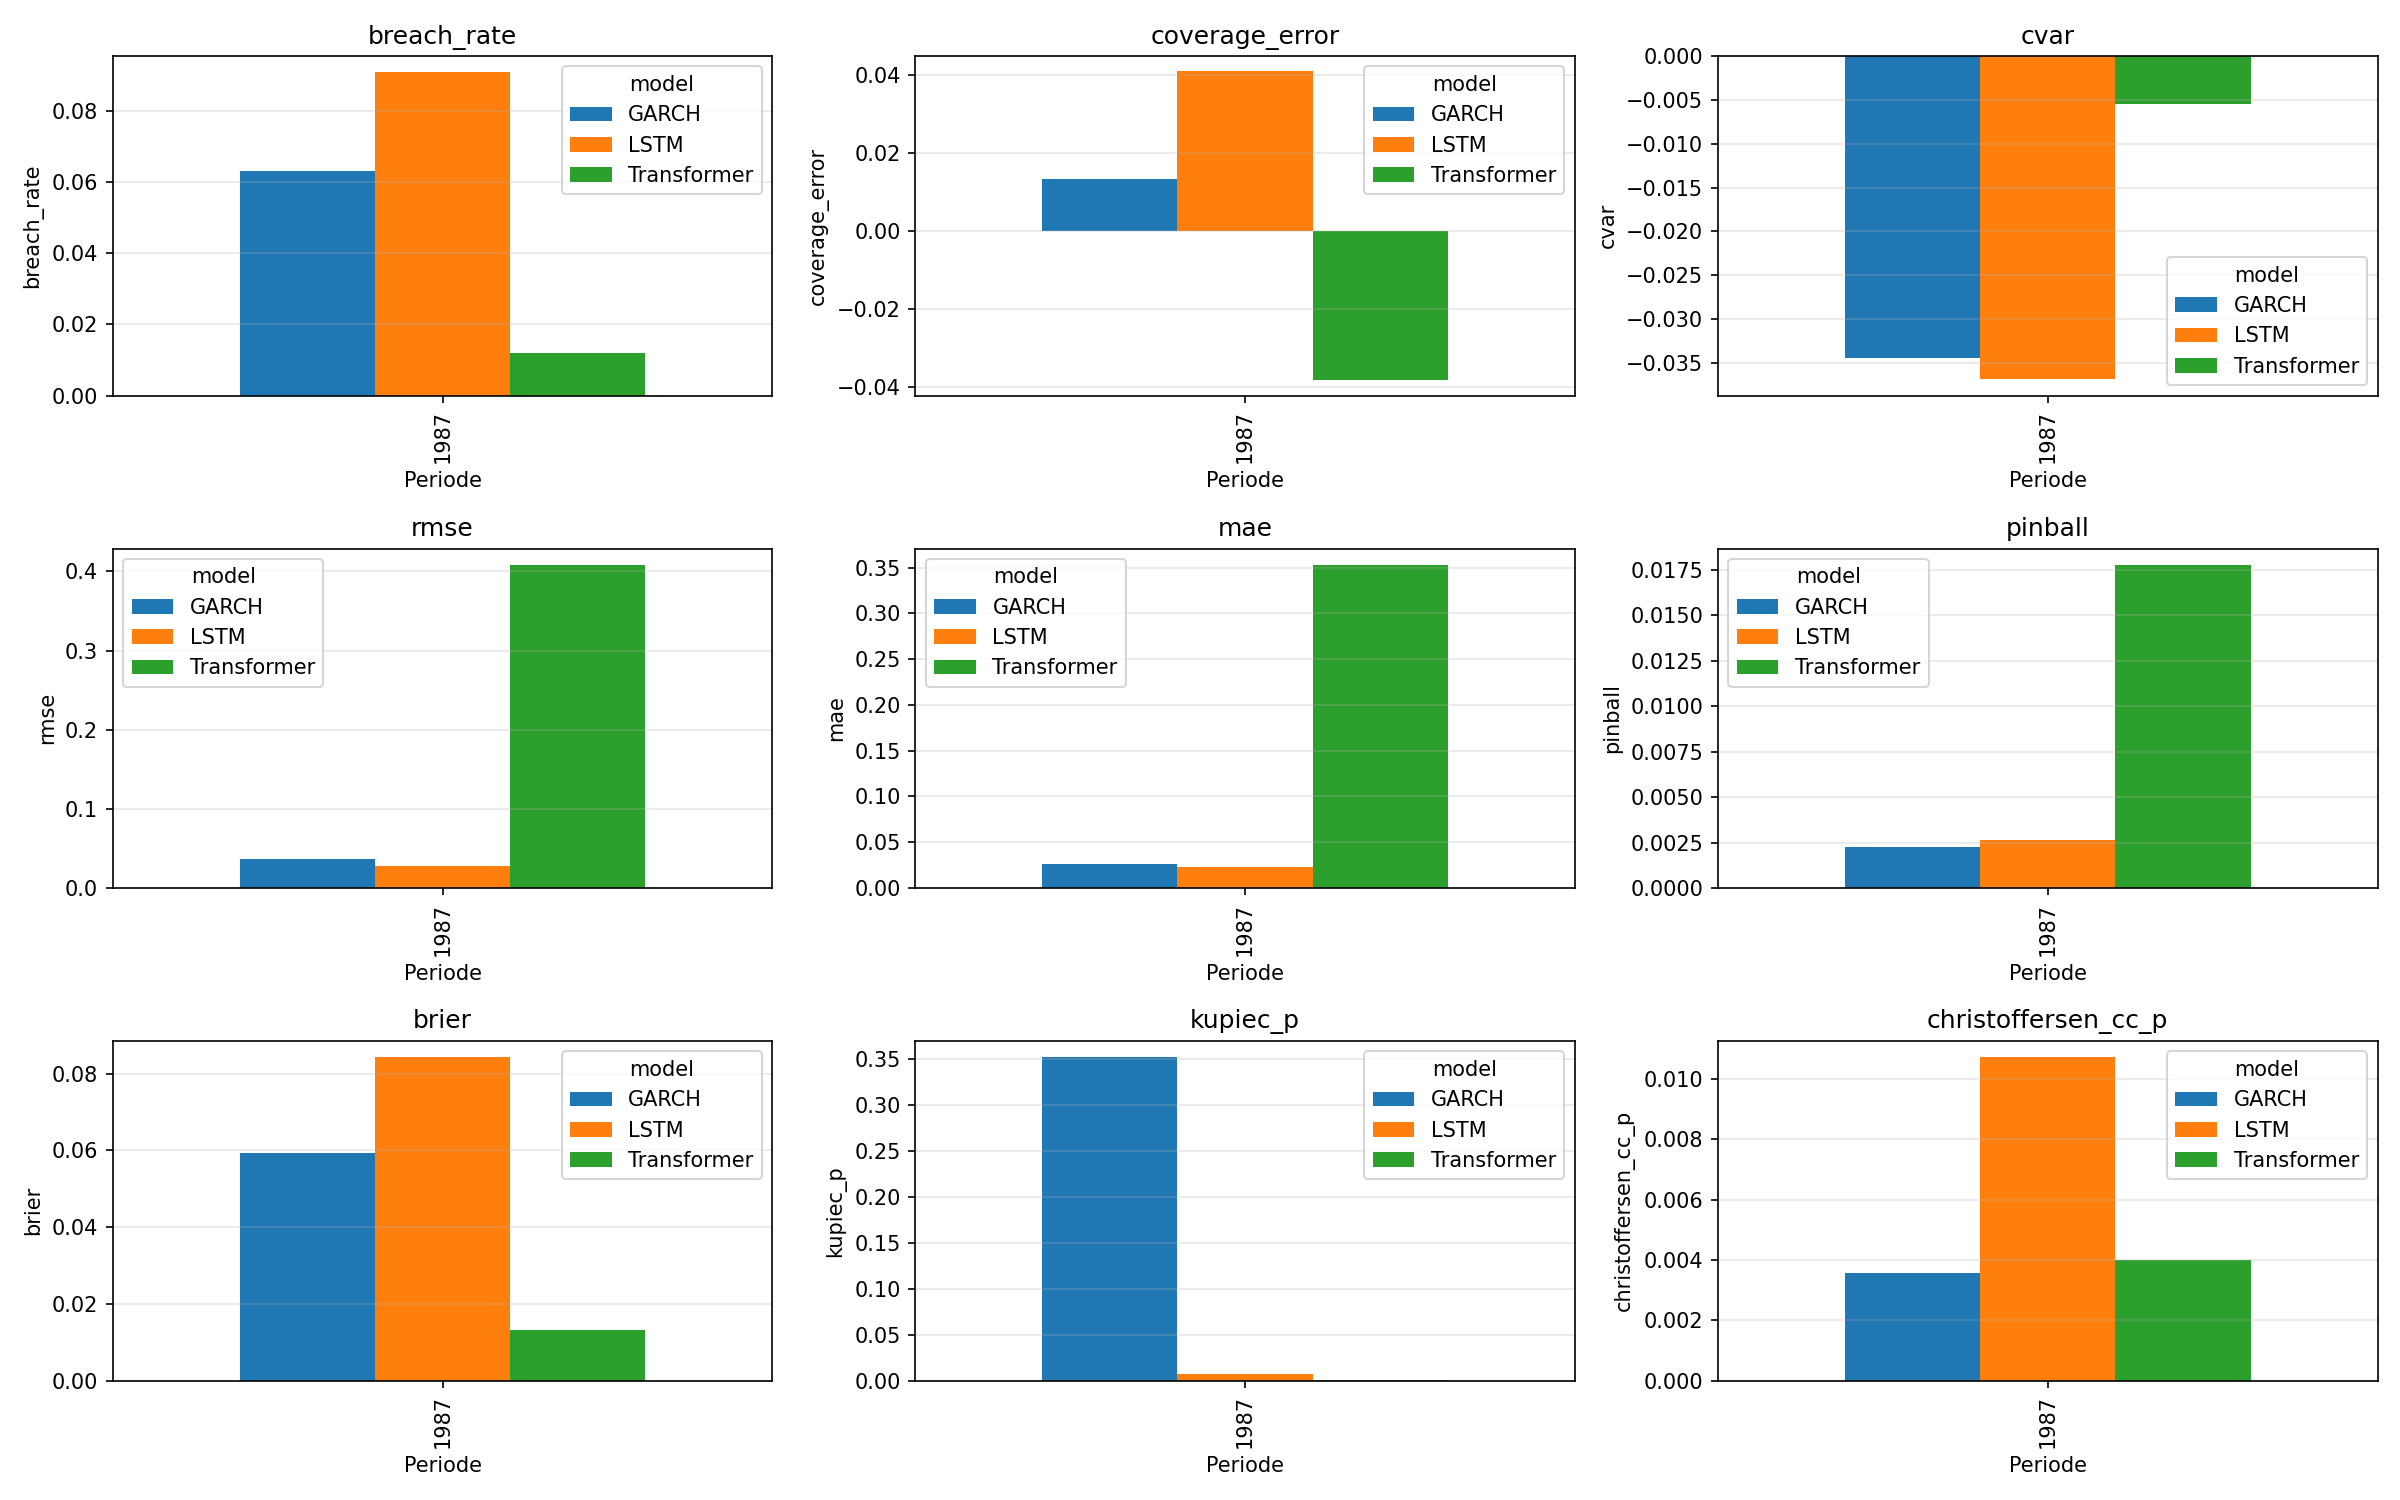 breach_rate
breach_rate
0.08
0.06
0.04
0.02
0.00
model
GARCH
LSTM
Transformer
1987
Periode
coverage_error
coverage_error
0.04
0.02
0.00
−0.02
−0.04
model
GARCH
LSTM
Transformer
1987
Periode
cvar
cvar
0.000
−0.005
−0.010
−0.015
−0.020
−0.025
−0.030
−0.035
model
GARCH
LSTM
Transformer
1987
Periode
rmse
rmse
0.4
0.3
0.2
0.1
0.0
model
GARCH
LSTM
Transformer
1987
Periode
mae
mae
0.35
0.30
0.25
0.20
0.15
0.10
0.05
0.00
model
GARCH
LSTM
Transformer
1987
Periode
pinball
pinball
0.0175
0.0150
0.0125
0.0100
0.0075
0.0050
0.0025
0.0000
model
GARCH
LSTM
Transformer
1987
Periode
brier
brier
0.08
0.06
0.04
0.02
0.00
model
GARCH
LSTM
Transformer
1987
Periode
kupiec_p
kupiec_p
0.35
0.30
0.25
0.20
0.15
0.10
0.05
0.00
model
GARCH
LSTM
Transformer
1987
Periode
christoffersen_cc_p
christoffersen_cc_p
0.010
0.008
0.006
0.004
0.002
0.000
model
GARCH
LSTM
Transformer
1987
Periode